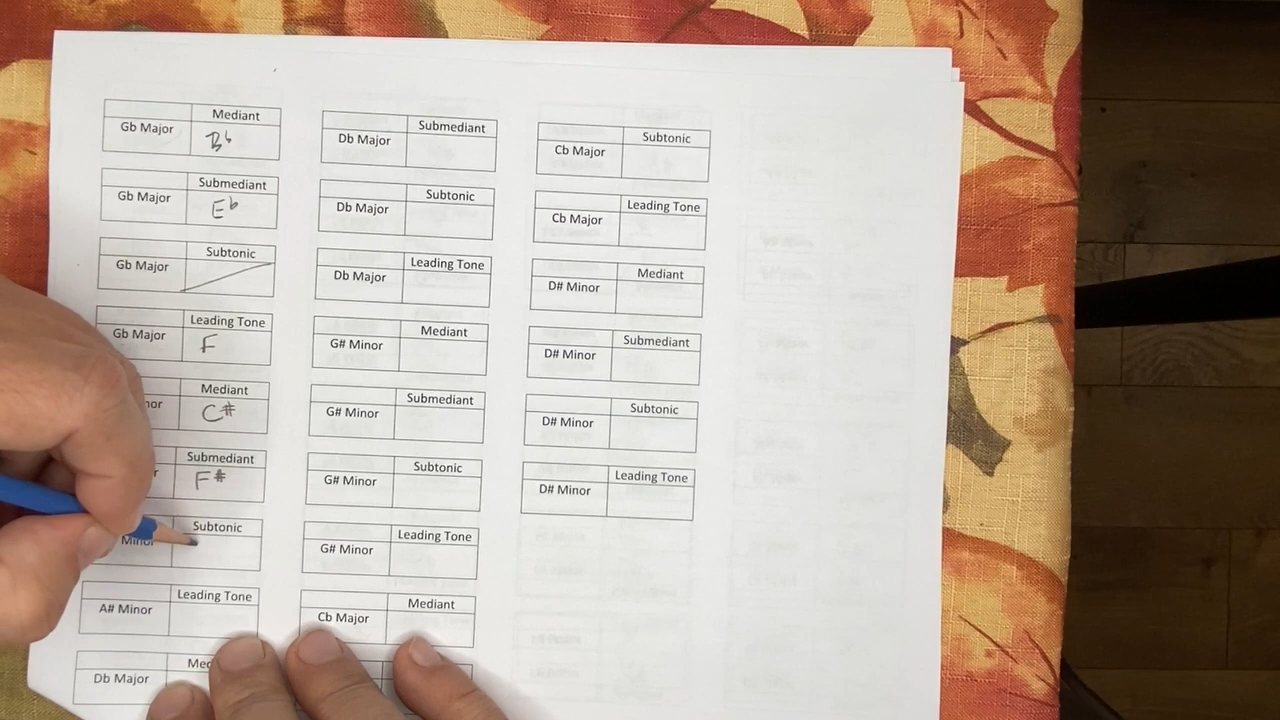 Mediant
Gb Major
Bb
Submediant
Gb Major
Eb
Subtonic
Gb Major
Leading Tone
Gb Major
F
Mediant
C#
Submediant
F#
Subtonic
Minor
Leading Tone
A# Minor
Db Major
Submediant
Db Major
Subtonic
Db Major
Leading Tone
Db Major
Mediant
G# Minor
Submediant
G# Minor
Subtonic
G# Minor
Leading Tone
G# Minor
Mediant
Cb Major
Subtonic
Cb Major
Leading Tone
Cb Major
Mediant
D# Minor
Submediant
D# Minor
Subtonic
D# Minor
Leading Tone
D# Minor